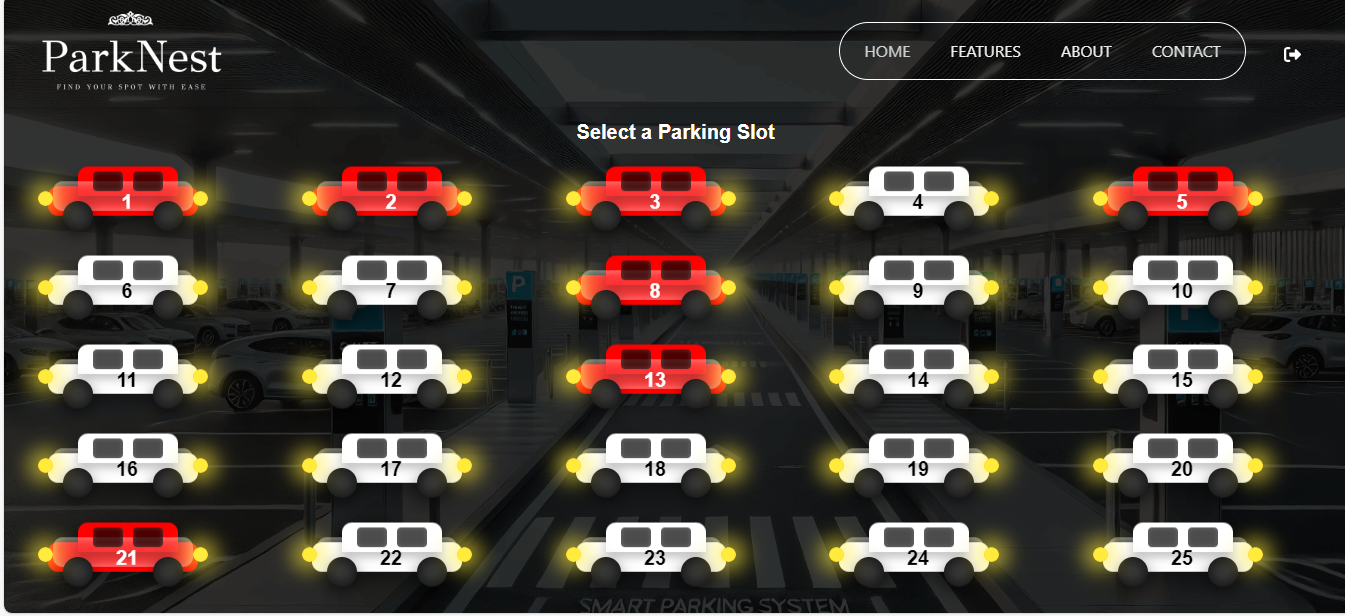 ParkNest
FIND YOUR SPOT WITH EASE
HOME FEATURES ABOUT CONTACT
Select a Parking Slot
1 2 3 4 5
6 7 8 9 10
P
11 12 13 14 15
16 17 18 19 20
21 22 23 24 25
SMART PARKING SYSTEM